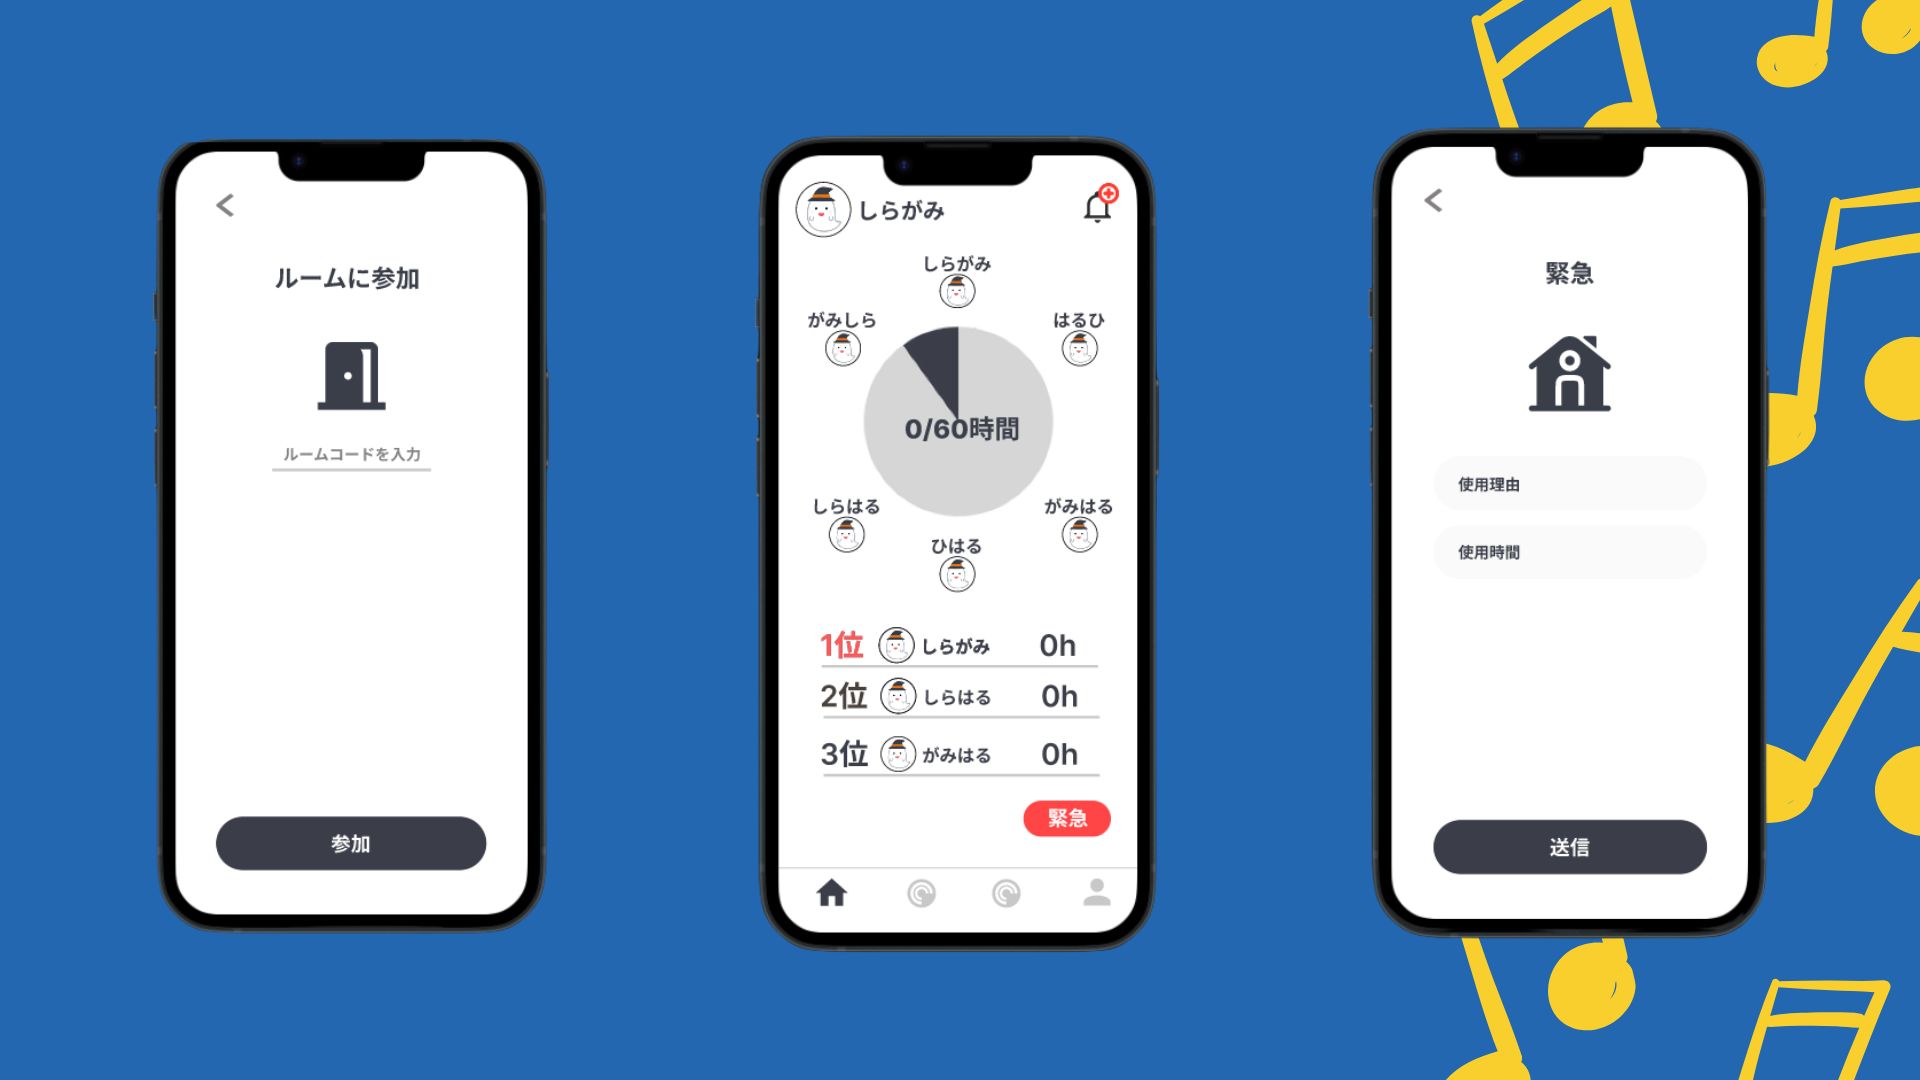 ルームに参加
ルームコードを入力
参加
しらがみ
しらがみ
がみしら
はるひ
0/60時間
しらはる
がみはる
ひはる
1位 しらがみ 0h
2位 しらはる 0h
3位 がみはる 0h
緊急
緊急
使用理由
使用時間
送信